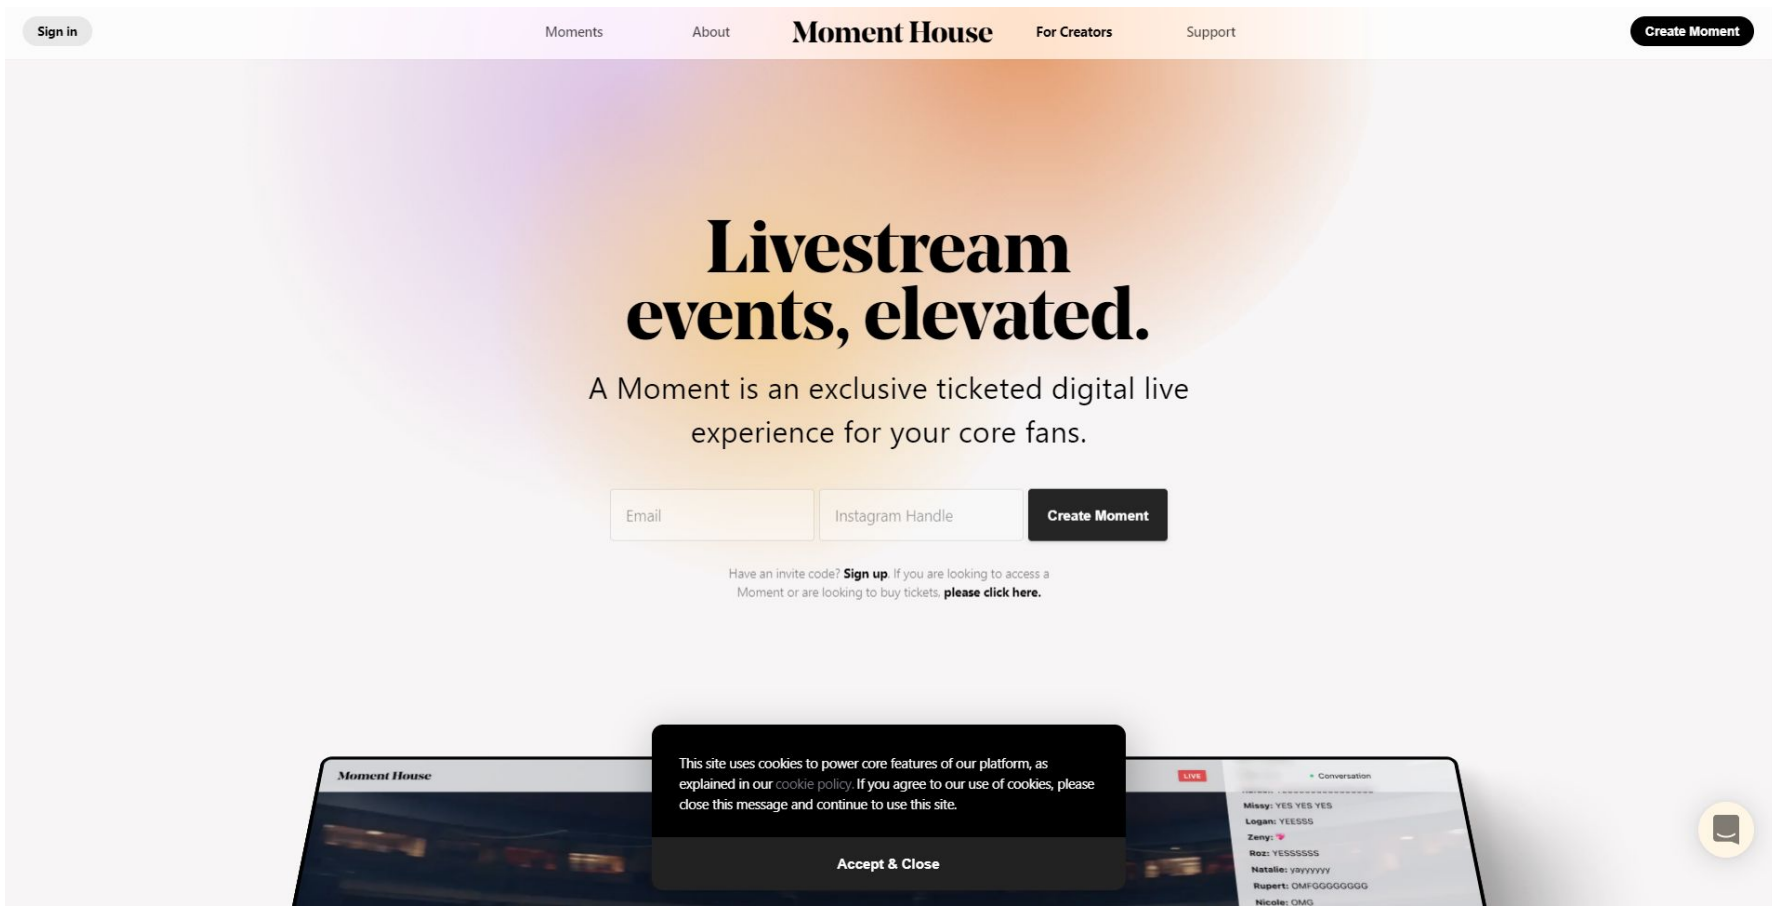 Sign in
Moments
About
Moment House
For Creators
Support
Create Moment
Livestream
events, elevated.
A Moment is an exclusive ticketed digital live
experience for your core fans.
Email
Instagram Handle
Create Moment
Have an invite code? Sign up. If you are looking to access a
Moment or are looking to buy tickets, please click here.
This site uses cookies to power core features of our platform, as
explained in our cookie policy. If you agree to our use of cookies, please
close this message and continue to use this site.
Accept & Close
Moment House
LIVE
Conversation
Missy: YES YES YES
Logan: YEESSS
Zeny: 💗
Roz: YESSSSSS
Natalie: yayyyyyy
Rupert: OMFGGGGGGGG
Nicole: OMG